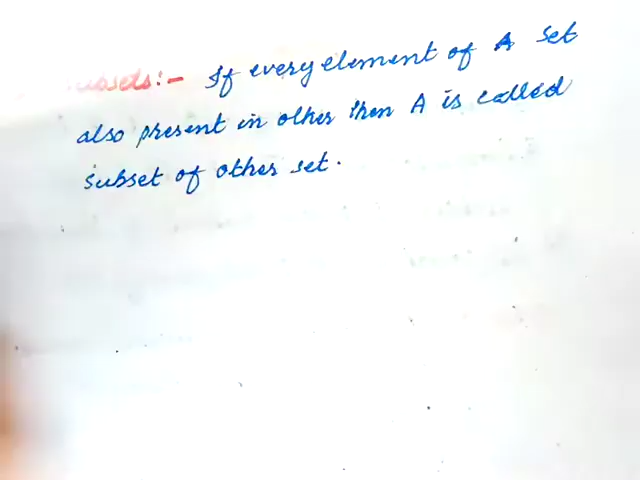 Subsets:- If every element of A set
also present in other then A is called
subset of other set.